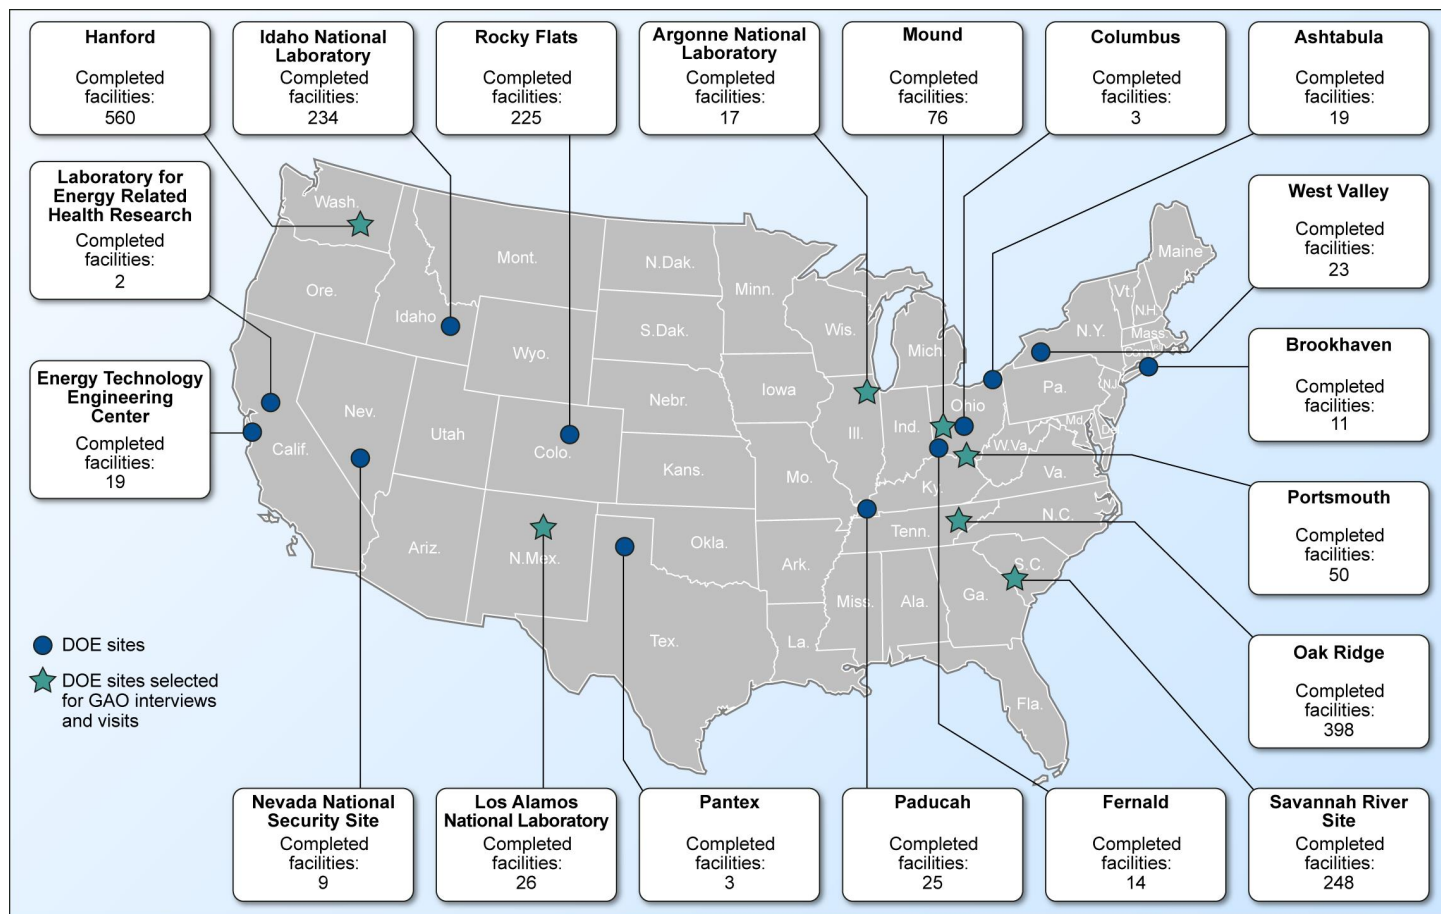 Hanford
Completed
facilities:
560
Idaho National
Laboratory
Completed
facilities:
234
Rocky Flats
Completed
facilities:
225
Argonne National
Laboratory
Completed
facilities:
17
Mound
Completed
facilities:
76
Columbus
Completed
facilities:
3
Ashtabula
Completed
facilities:
19
Laboratory for
Energy Related
Health Research
Completed
facilities:
2
West Valley
Completed
facilities:
23
Energy Technology
Engineering
Center
Completed
facilities:
19
Brookhaven
Completed
facilities:
11
Portsmouth
Completed
facilities:
50
Oak Ridge
Completed
facilities:
398
Wash.
Ore.
Calif.
Idaho
Nev.
Mont.
Wyo.
Utah
Colo.
Ariz.
N.Mex.
N.Dak.
S.Dak.
Nebr.
Kans.
Okla.
Tex.
Minn.
Iowa
Mo.
Ark.
La.
Wis.
Ill.
Mich.
Ind.
Ohio
Ky.
Tenn.
Miss.
Ala.
Ga.
Fla.
S.C.
N.C.
Va.
W.Va.
Md.
Pa.
NJ
N.Y.
Vt.
N.H.
Mass.
Maine
DOE sites
DOE sites selected
for GAO interviews
and visits
Nevada National
Security Site
Completed
facilities:
9
Los Alamos
National Laboratory
Completed
facilities:
26
Pantex
Completed
facilities:
3
Paducah
Completed
facilities:
25
Fernald
Completed
facilities:
14
Savannah River
Site
Completed
facilities:
248